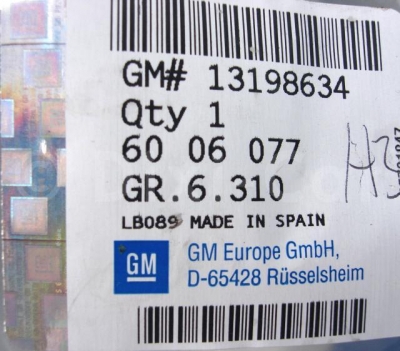 GM# 13198634
Qty 1
60 06 077
GR.6.310
H3
LB089 MADE IN SPAIN
GM
GM Europe GmbH,
D-65428 Rüsselsheim